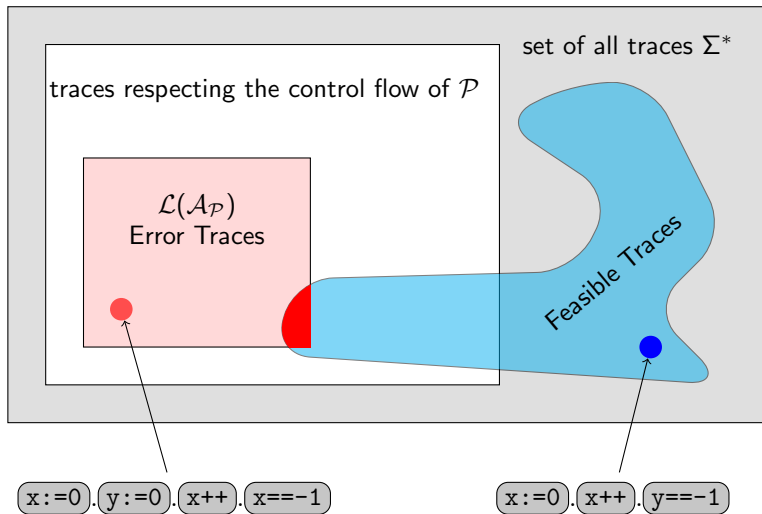 set of all traces Σ*
traces respecting the control flow of 𝒫
ℒ(𝒜_𝒫)
Error Traces
Feasible Traces
x:=0.y:=0.x++.x==-1
x:=0.x++.y==-1